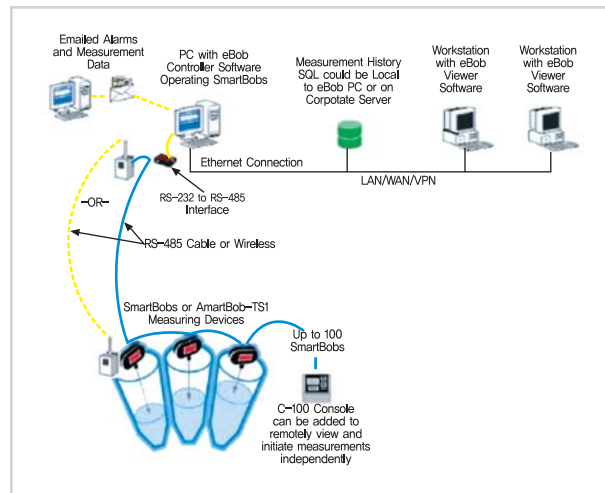 Emailed Alarms
and Measurement
Data
PC with eBob
Controller Software
Operating SmartBobs
Measurement History
SQL could be Local
to eBob PC or on
Corpotate Server
Workstation
with eBob
Viewer
Software
Workstation
with eBob
Viewer
Software
Ethernet Connection
LAN/WAN/VPN
RS-232 to RS-485
Interface
-OR-
RS-485 Cable or Wireless
SmartBobs or AmartBob-TS1
Measuring Devices
Up to 100
SmartBobs
C-100 Console
can be added to
remotely view and
initiate measurements
independently